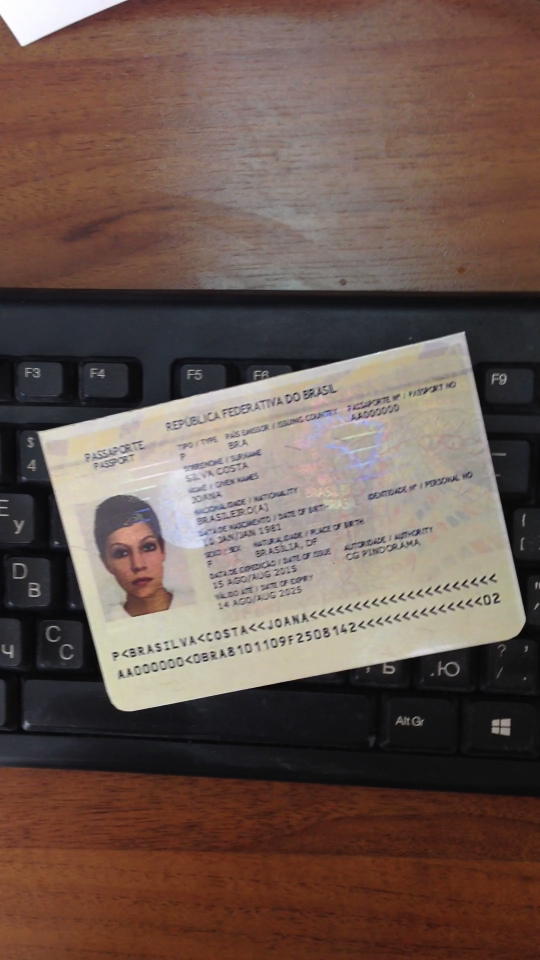 F3
F4
F5
F6
F9
$
4
REPÚBLICA FEDERATIVA DO BRASIL
PASSAPORTE
PASSPORT
TIPO / TYPE PAÍS EMISSOR / ISSUING COUNTRY PASSAPORTE Nº / PASSPORT NO
P BRA AA000000
SOBRENOME / SURNAME
SILVA COSTA
NOME / GIVEN NAMES
JOANA
NACIONALIDADE / NATIONALITY IDENTIDADE Nº / PERSONAL NO
BRASILEIRO(A)
DATA DE NASCIMENTO / DATE OF BIRTH
JAN/JAN 1981
SEXO / SEX NATURALIDADE / PLACE OF BIRTH
F BRASÍLIA, DF
DATA DE EXPEDIÇÃO / DATE OF ISSUE AUTORIDADE / AUTHORITY
15 AGO/AUG 2015 CG PINDORAMA
VÁLIDO ATÉ / DATE OF EXPIRY
14 AGO/AUG 2025
P<BRASILVA<COSTA<<JOANA<<<<<<<<<<<<<<<<<<<<<
AA000000<0BRA8101109F2508142<<<<<<<<<<<<<<02
E
У
D
В
C
С
Ч
Ь
.Ю
? ,
Alt Gr